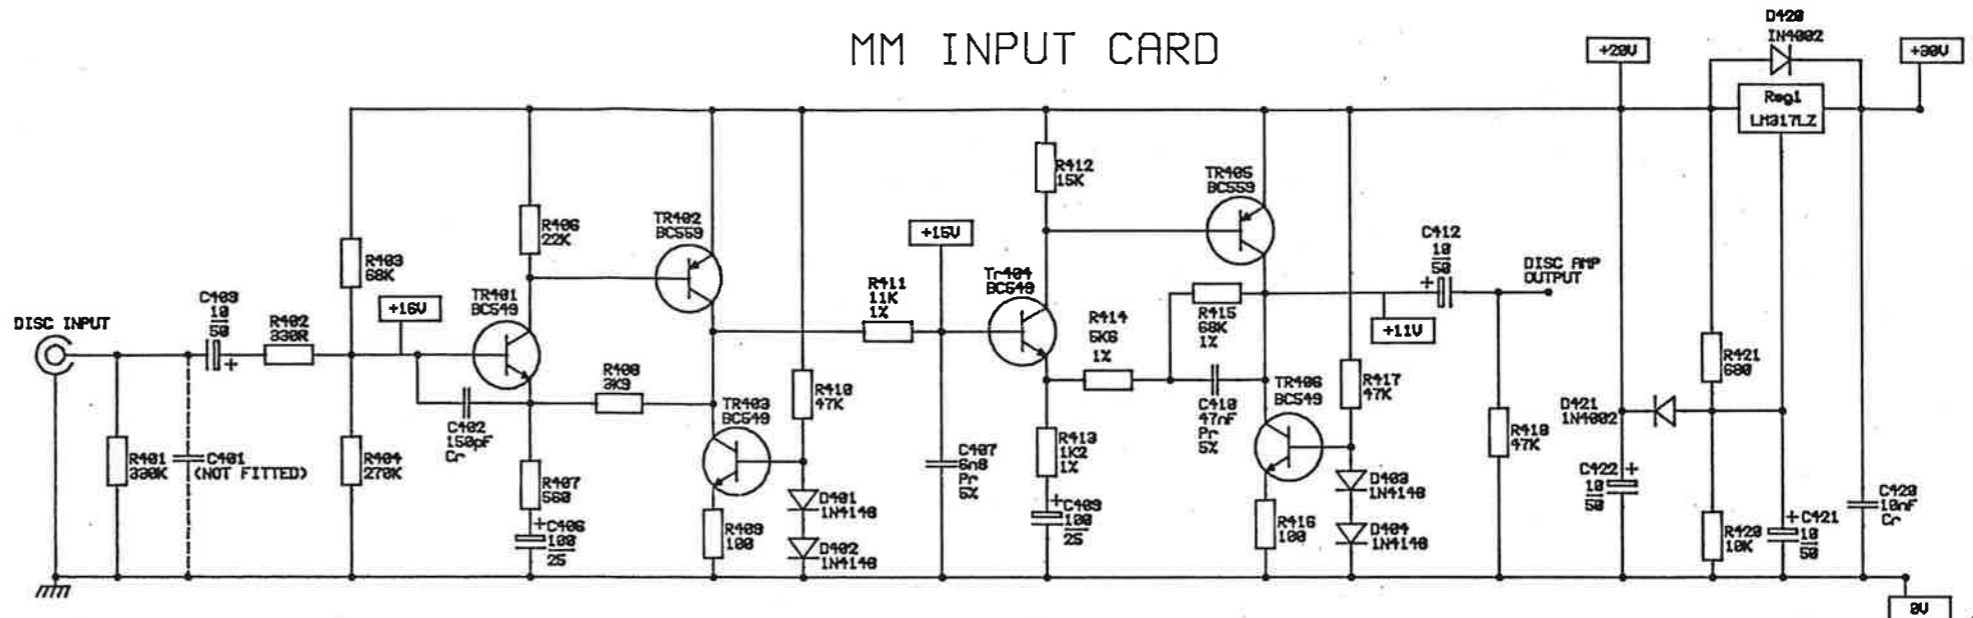 MM INPUT CARD
D420
IN4002
+20V
+30V
Reg1
LM317LZ
R412
15K
TR405
BC559
R406
22K
TR402
BC559
+15V
C412
10
50
R403
68K
DISC AMP
OUTPUT
Tr404
BC549
R411
11K
1%
C403
10
50
+16V
TR401
BC549
DISC INPUT
R402
330R
R414
5K6
1%
R415
68K
1%
+11V
R421
680
R408
3K9
R410
47K
TR406
BC549
R417
47K
TR403
BC549
C410
47nF
Pr
5%
D421
1N4002
C402
150pF
Cr
R418
47K
R401
330K
C401
(NOT FITTED)
R404
270K
C407
6n8
Pr
5%
R413
1K2
1%
R407
560
D403
1N4148
C422
10
50
C420
10nF
Cr
D401
1N4148
C409
100
25
C406
100
25
R409
100
R416
100
D404
1N4148
R420
10K
C421
10
50
D402
1N4148
0V